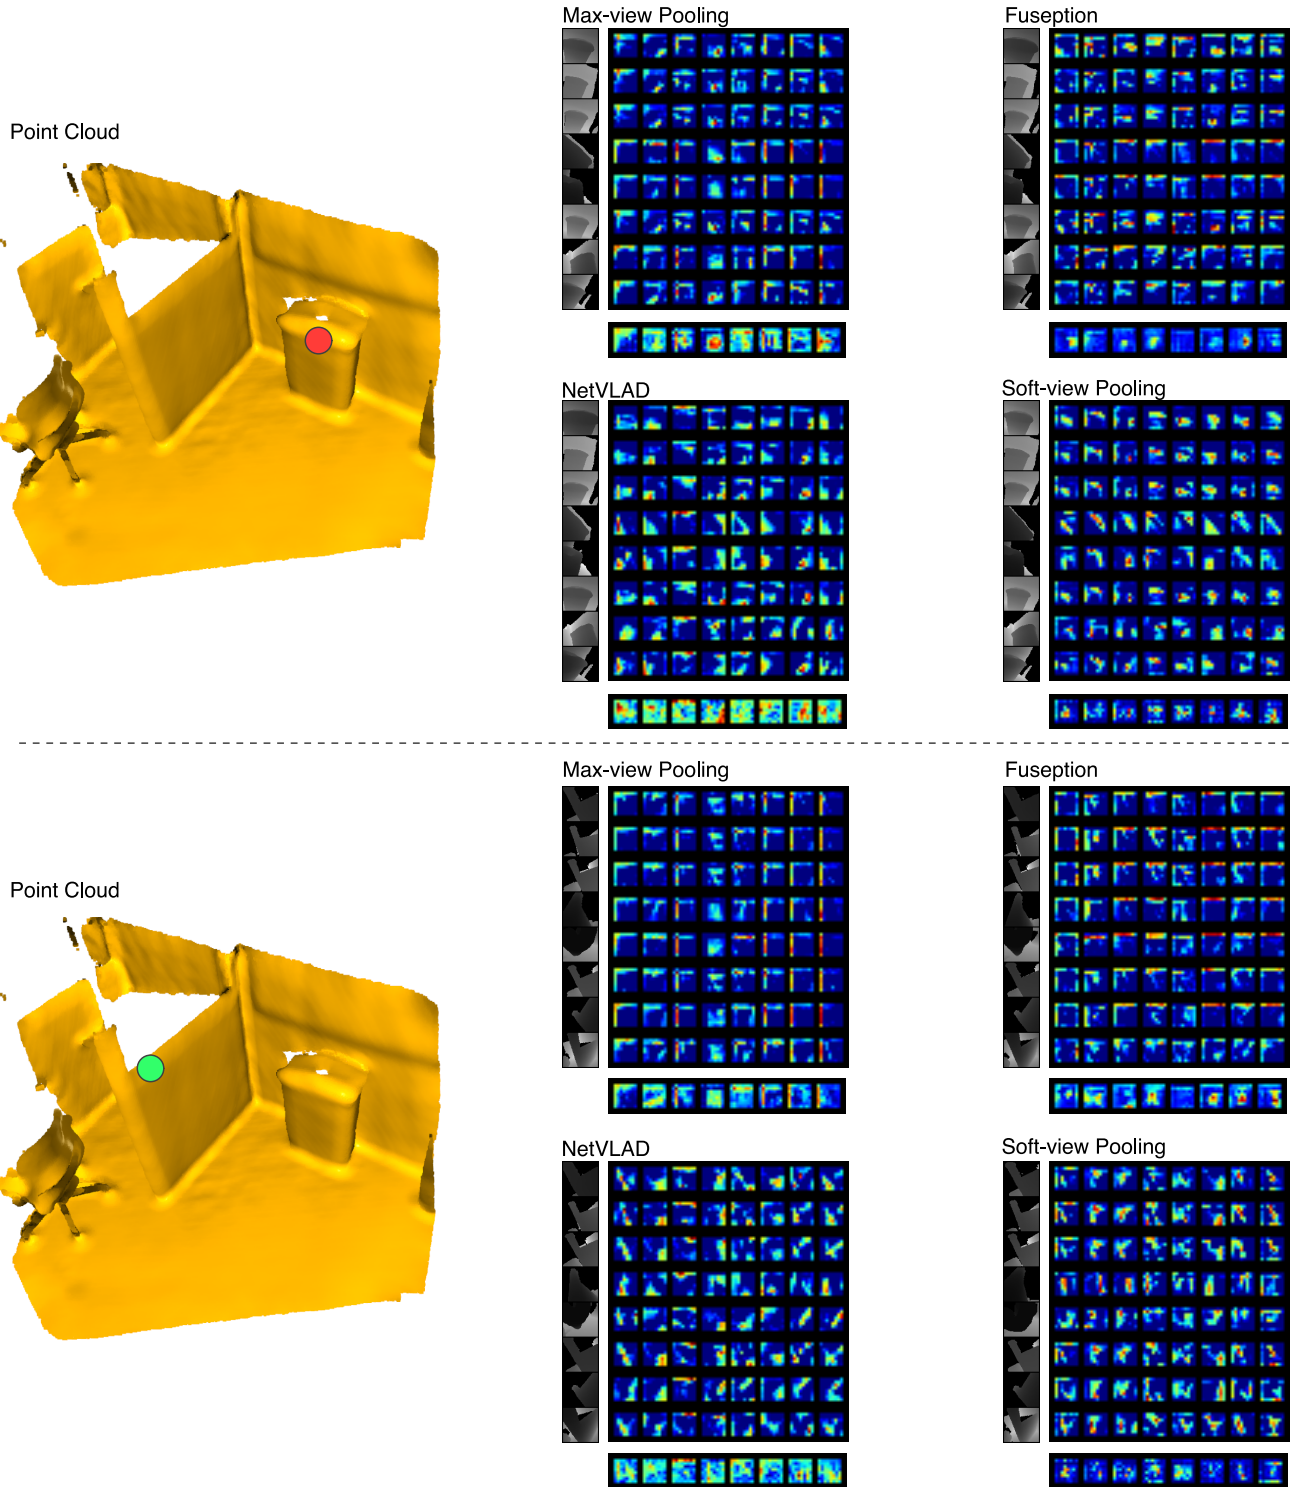 Max-view Pooling
Fuseption
Point Cloud
NetVLAD
Soft-view Pooling
Max-view Pooling
Fuseption
Point Cloud
NetVLAD
Soft-view Pooling